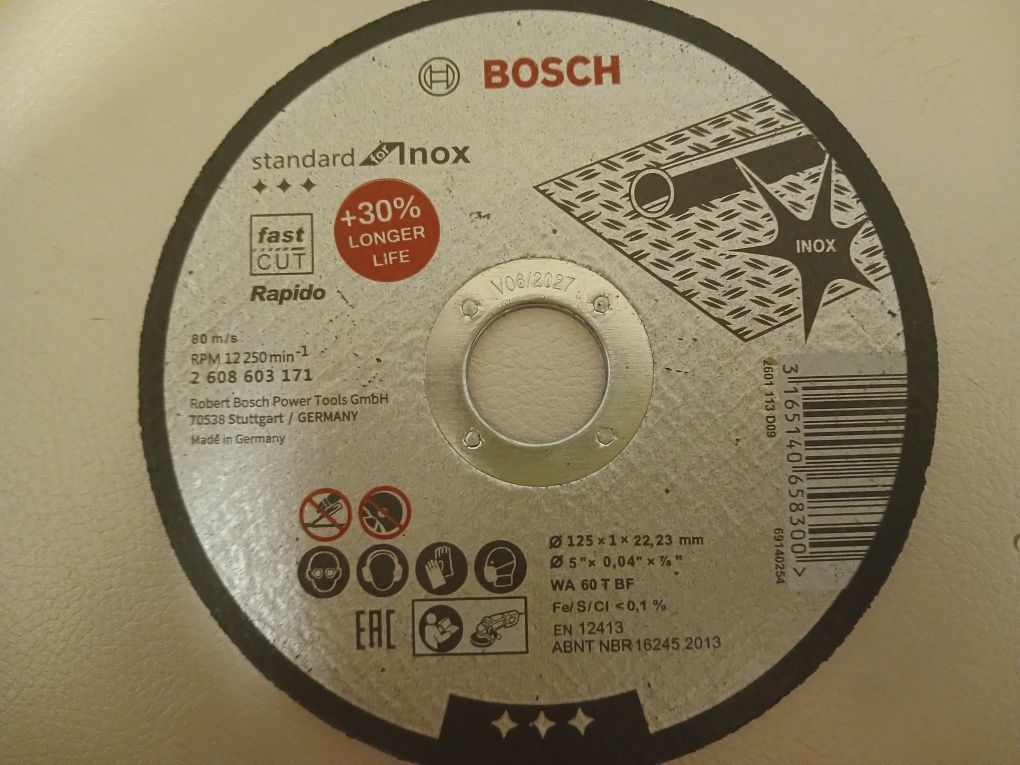 BOSCH
standard for Inox
+30%
LONGER
LIFE
fast
CUT
Rapido
INOX
V06/2027
80 m/s
RPM 12 250 min-1
2 608 603 171
Robert Bosch Power Tools GmbH
70538 Stuttgart / GERMANY
Made in Germany
2601 113 D09
3 165140 658300 >
69140254
Ø 125 x 1 x 22,23 mm
Ø 5" x 0,04" x ⅞"
WA 60 T BF
Fe/ S/ Cl < 0,1 %
EN 12413
ABNT NBR 16245 2013
EAC